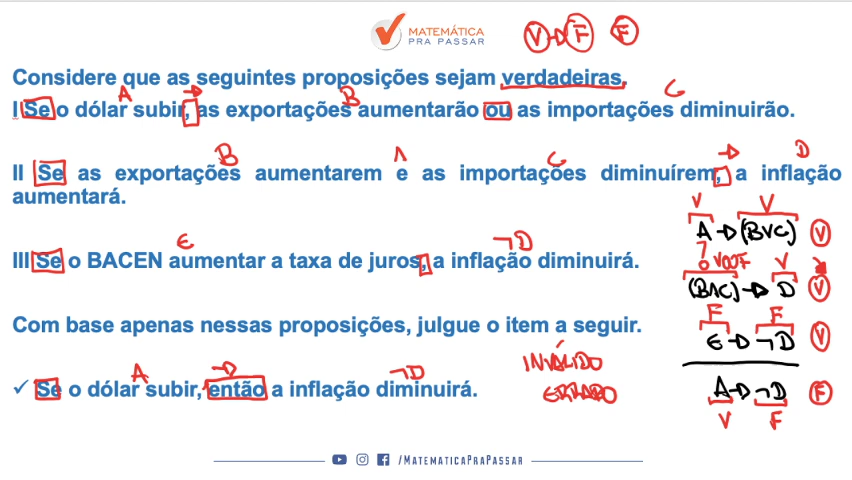 MATEMÁTICA
PRA PASSAR
V → F F
Considere que as seguintes proposições sejam verdadeiras.
A → B C
I Se o dólar subir, as exportações aumentarão ou as importações diminuirão.
B ∧ C → D
II Se as exportações aumentarem e as importações diminuírem, a inflação
aumentará.
V V
A → (B∨C) V
E ¬D
III Se o BACEN aumentar a taxa de juros, a inflação diminuirá.
? V ou F V
(B∧C) → D V
F F
Com base apenas nessas proposições, julgue o item a seguir.
E → ¬D V
A → ¬D
✓ Se o dólar subir, então a inflação diminuirá.
INVÁLIDO
ERRADO
A → ¬D F
V F
/MATEMATICAPRAPASSAR